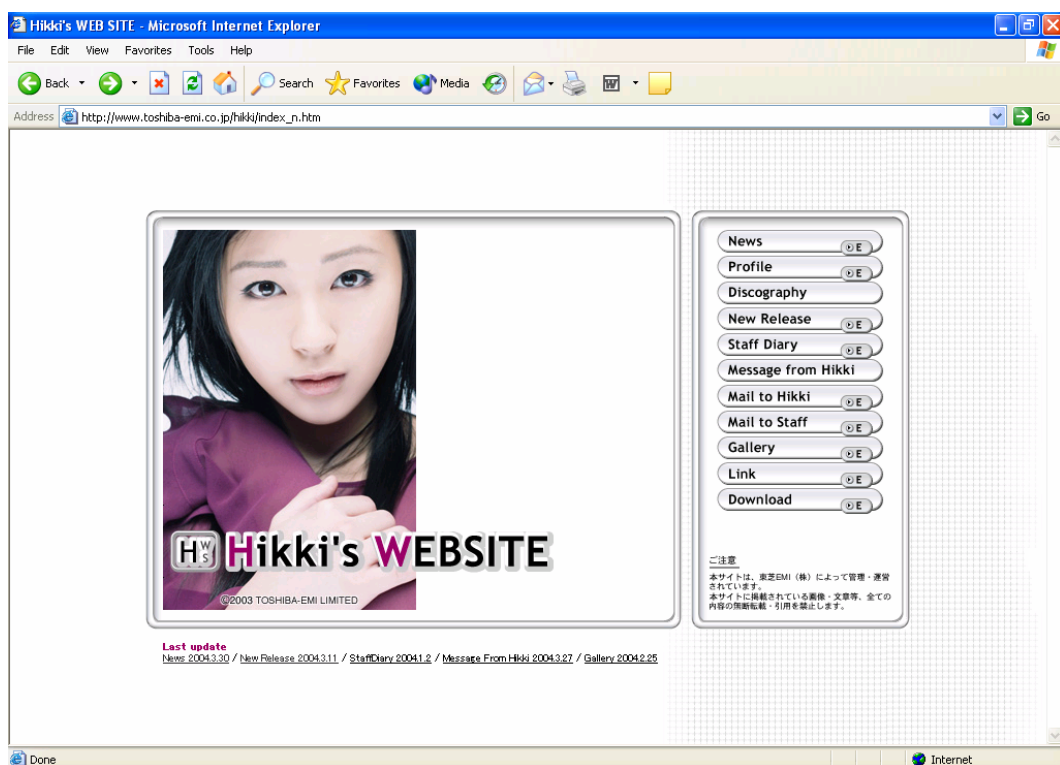 Hikki's WEB SITE - Microsoft Internet Explorer
File Edit View Favorites Tools Help
Back Search Favorites Media
Address http://www.toshiba-emi.co.jp/hikki/index_n.htm Go
News E
Profile E
Discography
New Release E
Staff Diary E
Message from Hikki
Mail to Hikki E
Mail to Staff E
Gallery E
Link E
Download E
HWS Hikki's WEBSITE
©2003 TOSHIBA-EMI LIMITED
ご注意
本サイトは、東芝EMI（株）によって管理・運営
されています。
本サイトに掲載されている画像・文章等、全ての
内容の無断転載・引用を禁止します。
Last update
News 2004.3.30 / New Release 2004.3.11 / StaffDiary 2004.1.2 / Message From Hikki 2004.3.27 / Gallery 2004.2.25
Done Internet